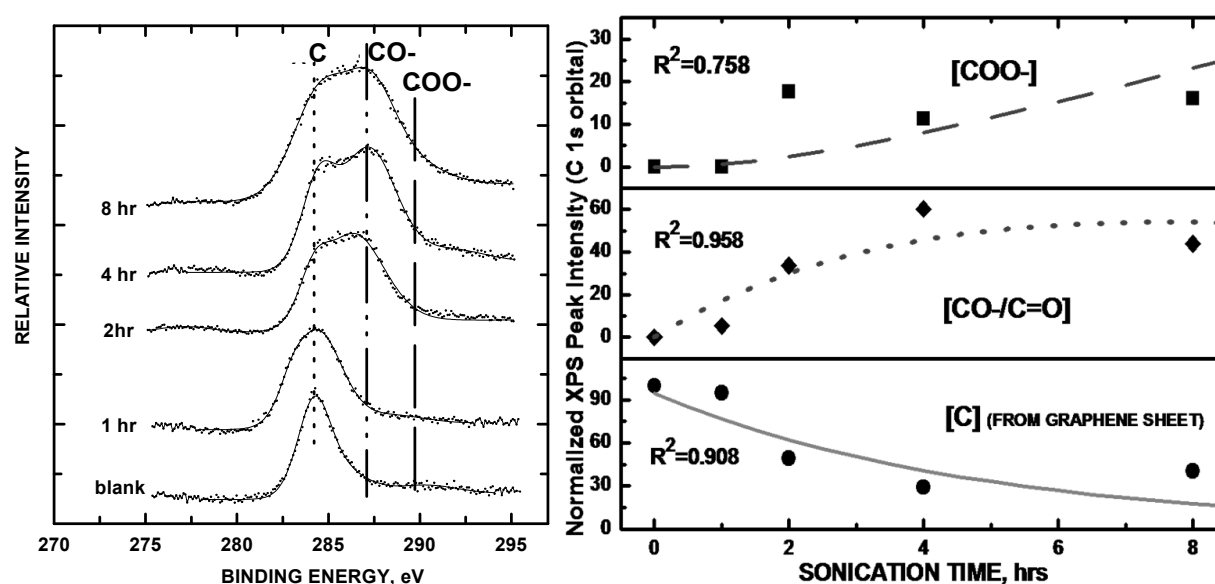 C
CO-
COO-
8 hr
4 hr
2hr
1 hr
blank
RELATIVE INTENSITY
270 275 280 285 290 295
BINDING ENERGY, eV
Normalized XPS Peak Intensity (C 1s orbital)
30
20
10
0
R²=0.758
[COO-]
60
40
20
0
R²=0.958
[CO-/C=O]
90
60
30
0
[C] (FROM GRAPHENE SHEET)
R²=0.908
0 2 4 6 8
SONICATION TIME, hrs